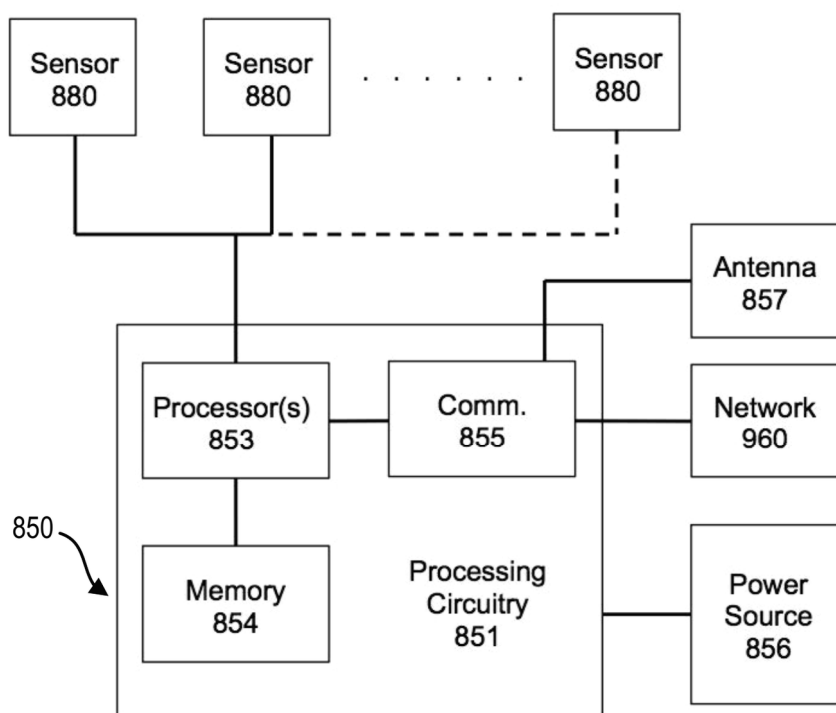 Sensor
880
Sensor
880
. . . . . .
Sensor
880
Antenna
857
Processor(s)
853
Comm.
855
Network
960
850
Memory
854
Processing
Circuitry
851
Power
Source
856